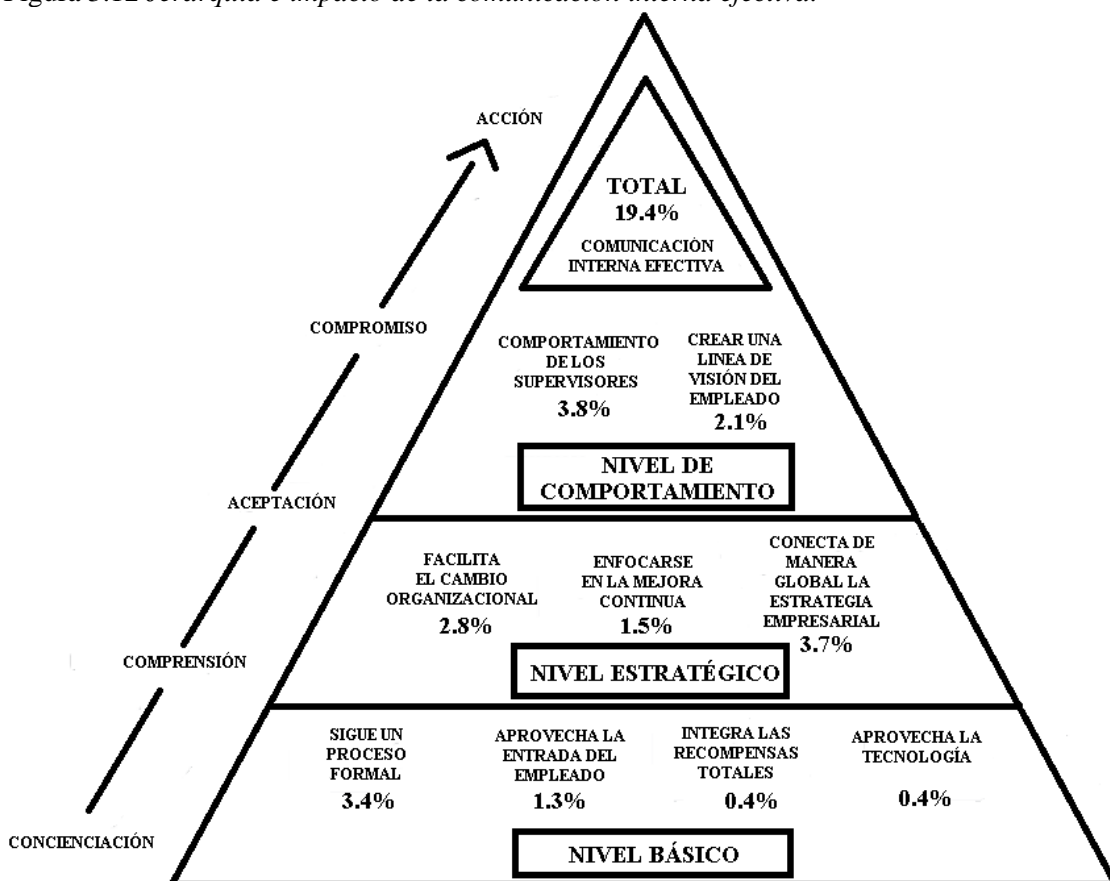 Figura 3.12 Jerarquía e impacto de la comunicación interna efectiva.
ACCIÓN
TOTAL
19.4%
COMUNICACIÓN
INTERNA EFECTIVA
COMPROMISO
COMPORTAMIENTO
DE LOS
SUPERVISORES
3.8%
CREAR UNA
LINEA DE
VISIÓN DEL
EMPLEADO
2.1%
NIVEL DE
COMPORTAMIENTO
ACEPTACIÓN
FACILITA
EL CAMBIO
ORGANIZACIONAL
2.8%
ENFOCARSE
EN LA MEJORA
CONTINUA
1.5%
CONECTA DE
MANERA
GLOBAL LA
ESTRATEGIA
EMPRESARIAL
3.7%
COMPRENSIÓN
NIVEL ESTRATÉGICO
SIGUE UN
PROCESO
FORMAL
3.4%
APROVECHA LA
ENTRADA DEL
EMPLEADO
1.3%
INTEGRA LAS
RECOMPENSAS
TOTALES
0.4%
APROVECHA LA
TECNOLOGÍA
0.4%
CONCIENCIACIÓN
NIVEL BÁSICO